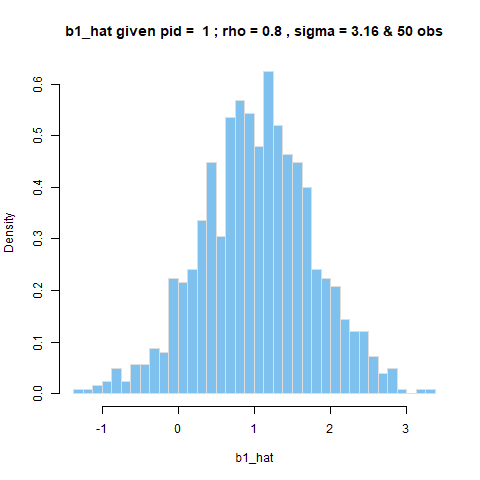 b1_hat given pid =  1 ; rho = 0.8 , sigma = 3.16 & 50 obs
Density
0.6
0.5
0.4
0.3
0.2
0.1
0.0
-1 0 1 2 3
b1_hat